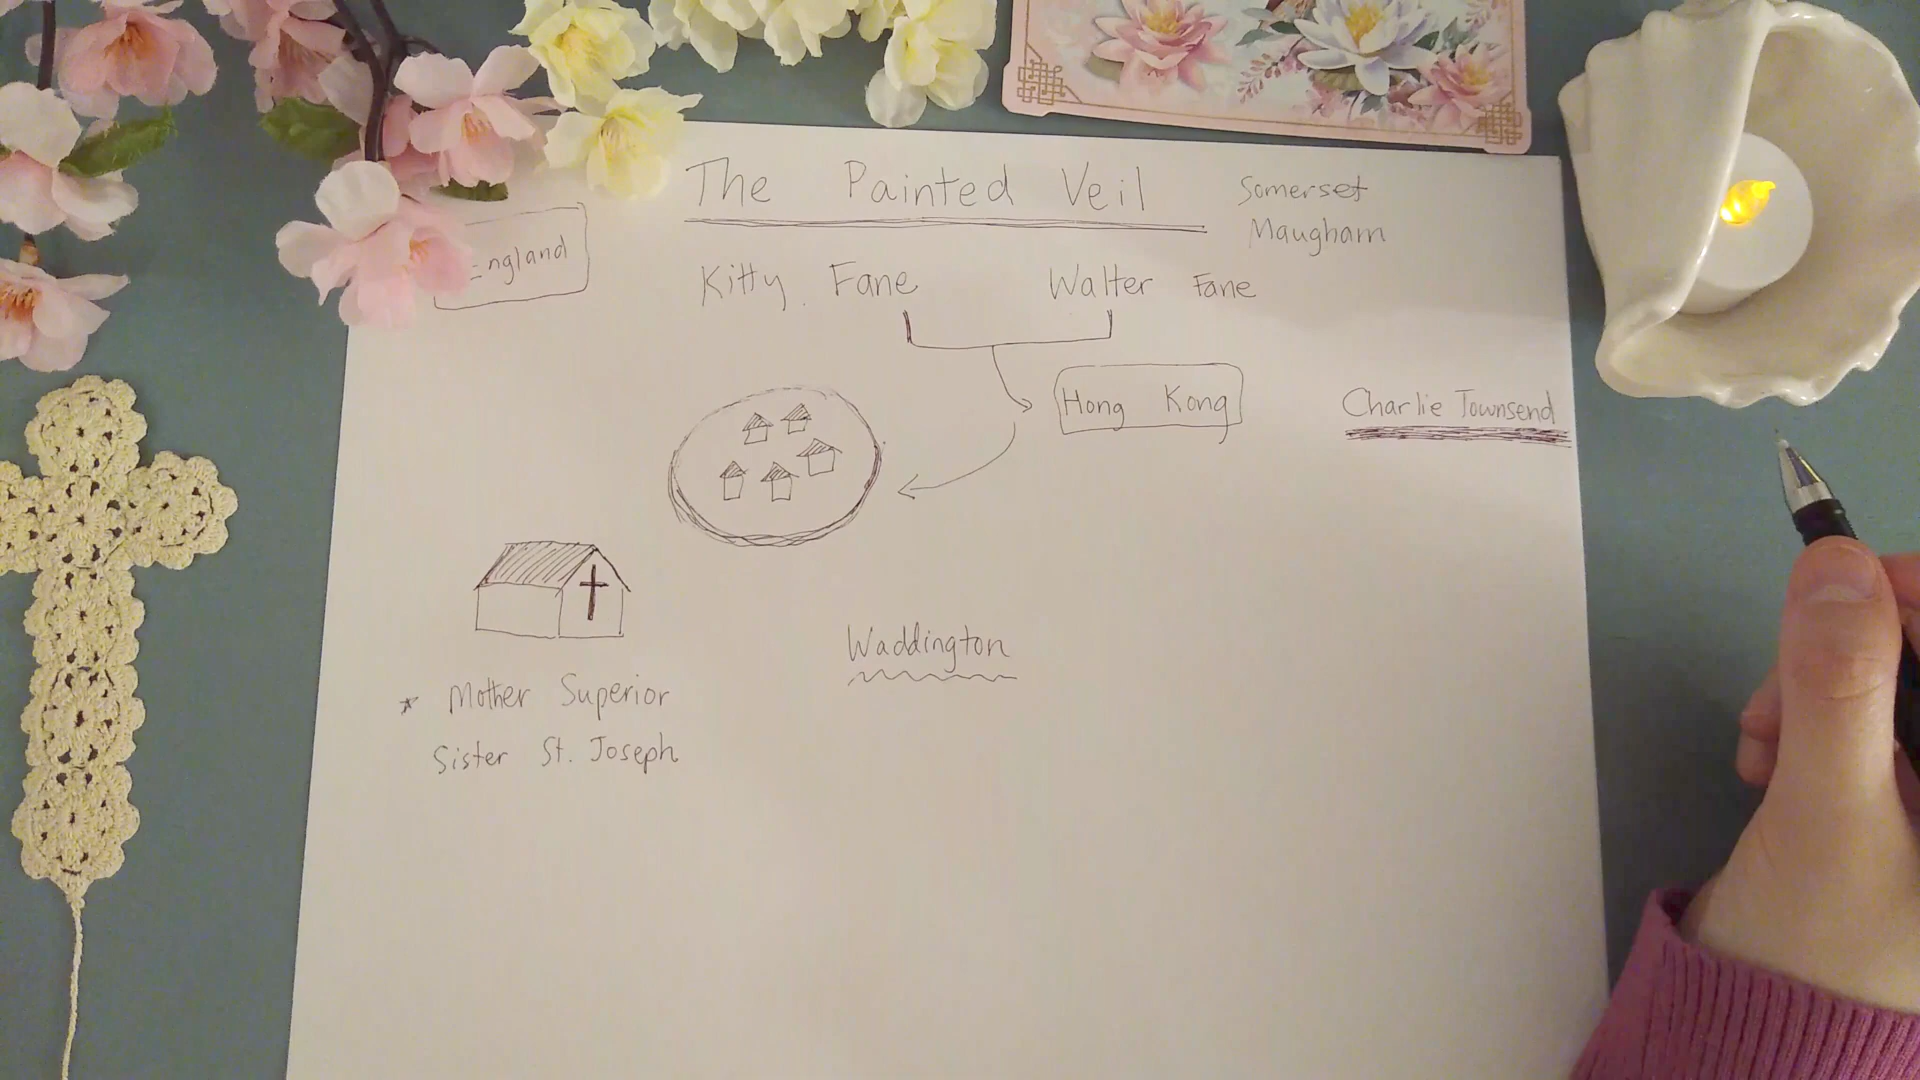 The Painted Veil
Somerset
Maugham
England
Kitty Fane
Walter Fane
Hong Kong
Charlie Townsend
Waddington
* Mother Superior
Sister St. Joseph